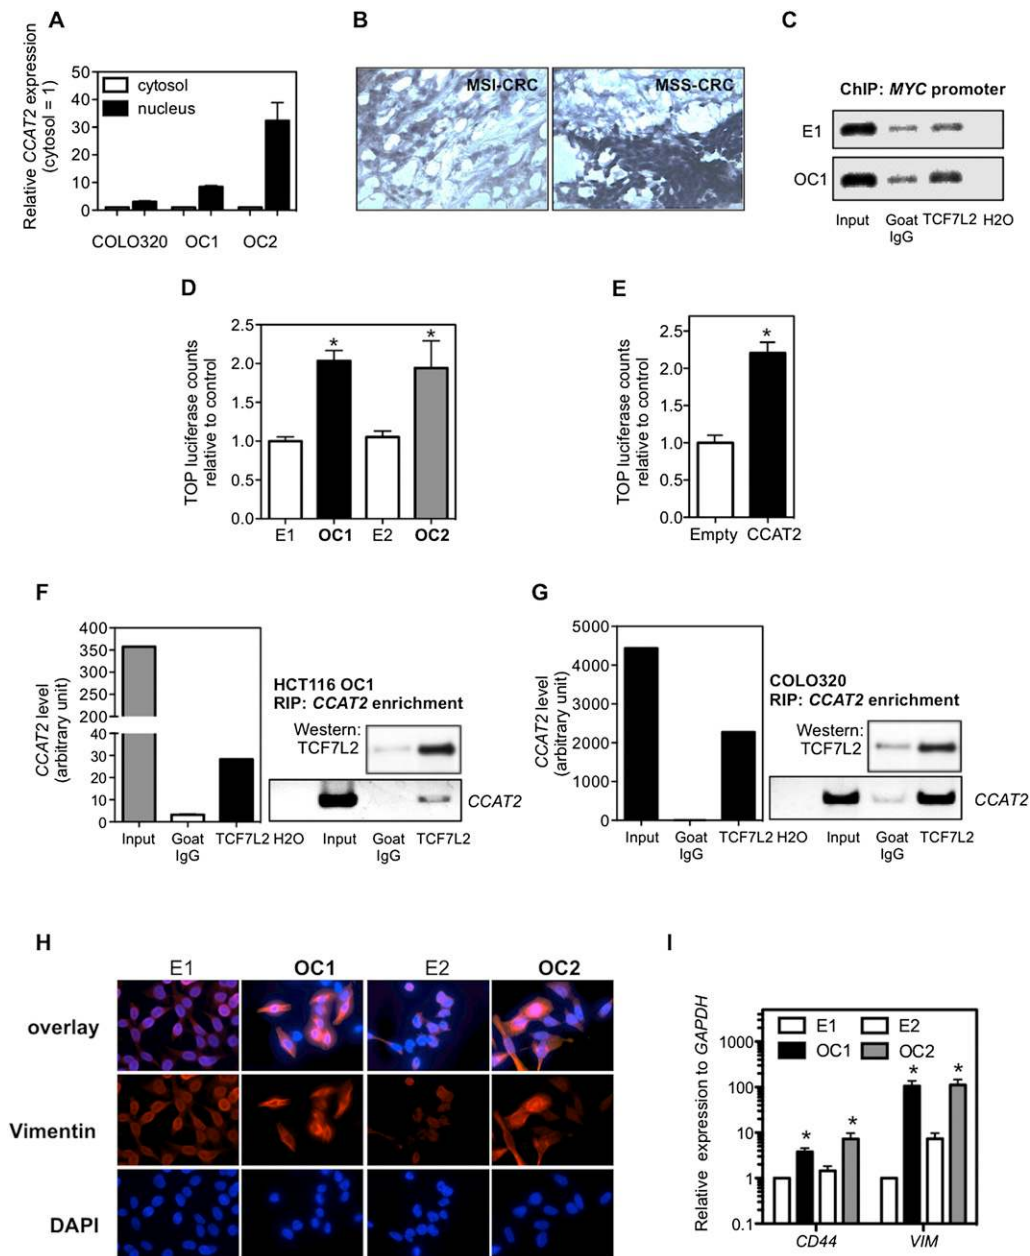 A
Relative CCAT2 expression
(cytosol = 1)
50
40
30
20
10
0
cytosol
nucleus
COLO320 OC1 OC2
B
MSI-CRC
MSS-CRC
C
ChIP: MYC promoter
E1
OC1
Input Goat IgG TCF7L2 H2O
D
TOP luciferase counts
relative to control
2.5
2.0
1.5
1.0
0.5
0.0
*
*
E1 OC1 E2 OC2
E
TOP luciferase counts
relative to control
2.5
2.0
1.5
1.0
0.5
0.0
*
Empty CCAT2
F
CCAT2 level
(arbitrary unit)
400
350
300
250
200
40
30
20
10
0
Input Goat IgG TCF7L2
HCT116 OC1
RIP: CCAT2 enrichment
Western:
TCF7L2
CCAT2
H2O Input Goat IgG TCF7L2
G
CCAT2 level
(arbitrary unit)
5000
4000
3000
2000
1000
0
Input Goat IgG TCF7L2
COLO320
RIP: CCAT2 enrichment
Western:
TCF7L2
CCAT2
H2O Input Goat IgG TCF7L2
H
E1 OC1 E2 OC2
overlay
Vimentin
DAPI
I
Relative expression to GAPDH
1000
100
10
1
0.1
E1 E2
OC1 OC2
*
*
*
*
CD44 VIM